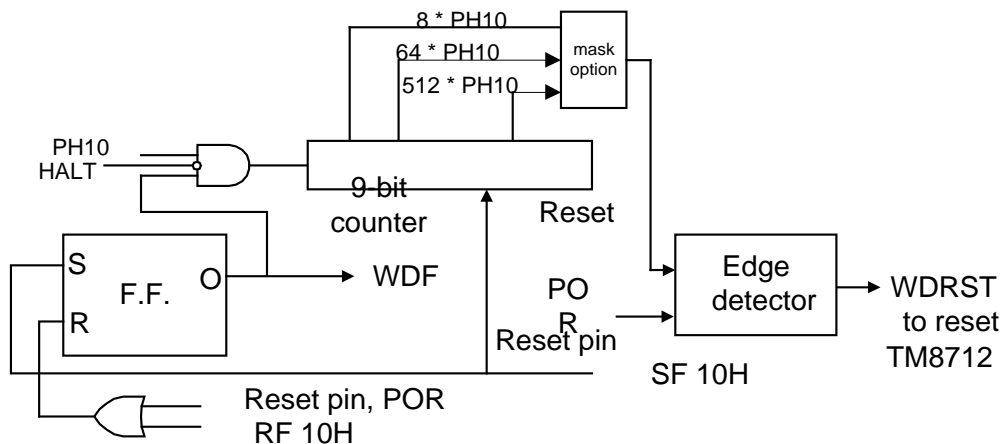 8 * PH10
64 * PH10
512 * PH10
mask
option
PH10
HALT
9-bit
counter
Reset
S
F.F.
O
R
WDF
PO
R
Reset pin
Edge
detector
WDRST
to reset
TM8712
SF 10H
Reset pin, POR
RF 10H